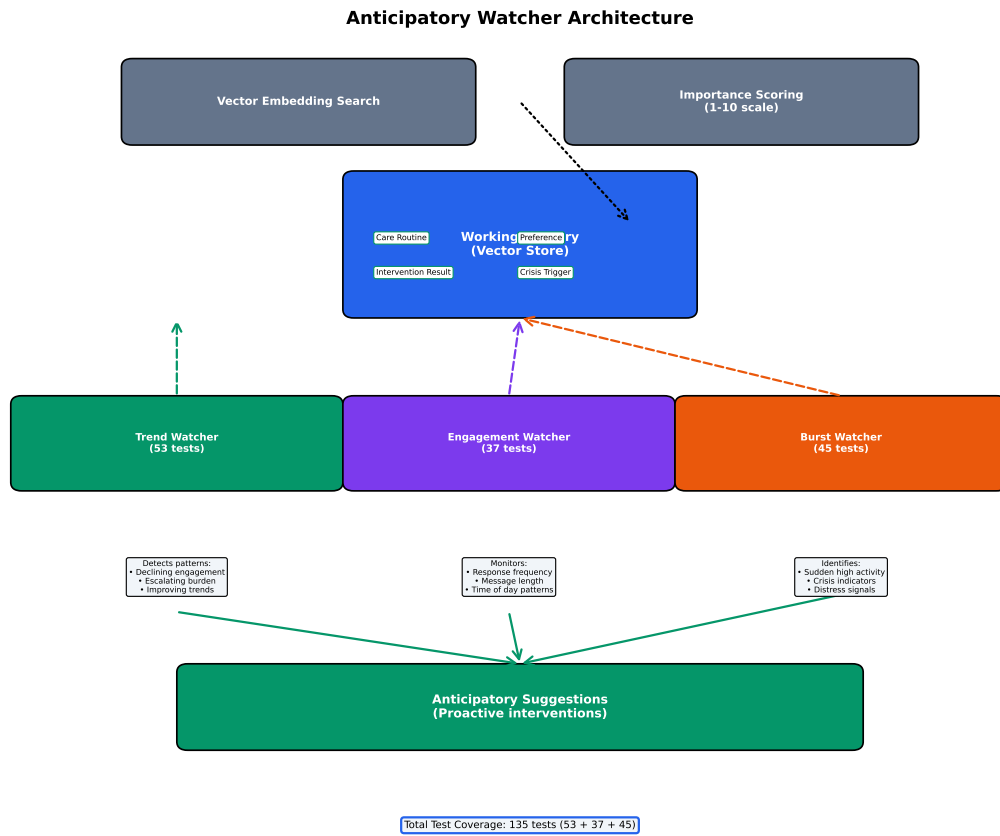 Anticipatory Watcher Architecture
Vector Embedding Search
Importance Scoring
(1-10 scale)
Care Routine
Working
Preference
ry
(Vector Store)
Intervention Result
Crisis Trigger
Trend Watcher
(53 tests)
Engagement Watcher
(37 tests)
Burst Watcher
(45 tests)
Detects patterns:
• Declining engagement
• Escalating burden
• Improving trends
Monitors:
• Response frequency
• Message length
• Time of day patterns
Identifies:
• Sudden high activity
• Crisis indicators
• Distress signals
Anticipatory Suggestions
(Proactive interventions)
Total Test Coverage: 135 tests (53 + 37 + 45)